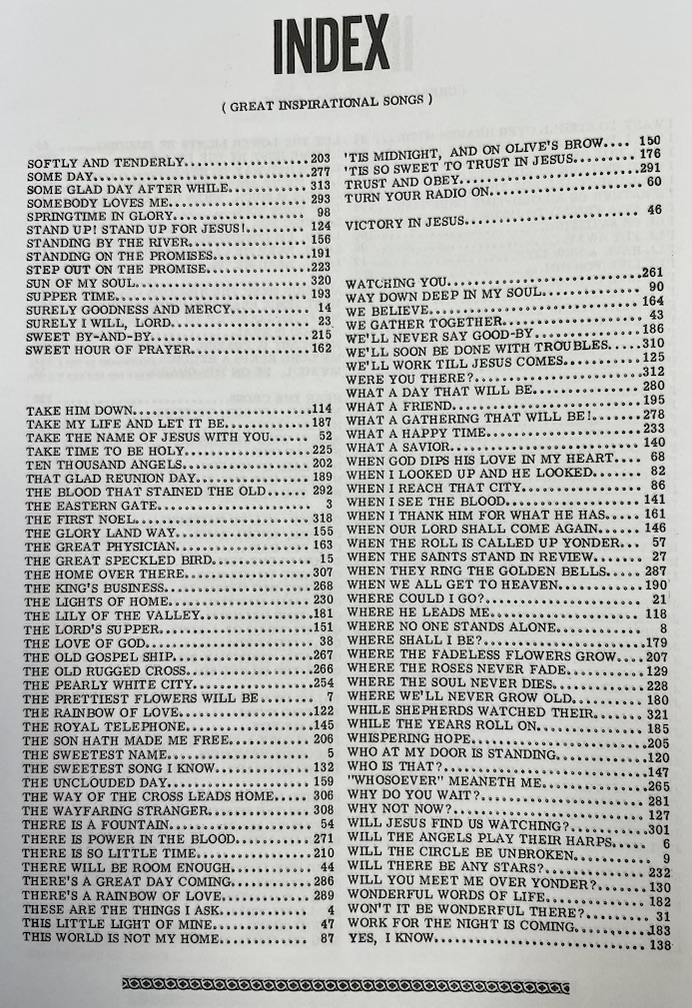 INDEX
( GREAT INSPIRATIONAL SONGS )
SOFTLY AND TENDERLY....................203
SOME DAY....................277
SOME GLAD DAY AFTER WHILE............313
SOMEBODY LOVES ME....................293
SPRINGTIME IN GLORY.................... 98
STAND UP! STAND UP FOR JESUS!.......... 124
STANDING BY THE RIVER.................. 156
STANDING ON THE PROMISES...............191
STEP OUT ON THE PROMISE................223
SUN OF MY SOUL.................... 320
SUPPER TIME.................... 193
SURELY GOODNESS AND MERCY............. 14
SURELY I WILL, LORD.................... 23
SWEET BY-AND-BY.................... 215
SWEET HOUR OF PRAYER.................. 162
TAKE HIM DOWN....................114
TAKE MY LIFE AND LET IT BE............. 187
TAKE THE NAME OF JESUS WITH YOU...... 52
TAKE TIME TO BE HOLY.................. 225
TEN THOUSAND ANGELS.................. 202
THAT GLAD REUNION DAY................ 189
THE BLOOD THAT STAINED THE OLD...... 292
THE EASTERN GATE.................... 3
THE FIRST NOEL.................... 318
THE GLORY LAND WAY.................. 155
THE GREAT PHYSICIAN.................. 163
THE GREAT SPECKLED BIRD.............. 15
THE HOME OVER THERE.................. 307
THE KING'S BUSINESS.................. 268
THE LIGHTS OF HOME.................. 230
THE LILY OF THE VALLEY................181
THE LORD'S SUPPER....................151
THE LOVE OF GOD.................... 38
THE OLD GOSPEL SHIP..................267
THE OLD RUGGED CROSS.................. 266
THE PEARLY WHITE CITY................254
THE PRETTIEST FLOWERS WILL BE........ 7
THE RAINBOW OF LOVE..................122
THE ROYAL TELEPHONE..................145
THE SON HATH MADE ME FREE............ 206
THE SWEETEST NAME.................... 5
THE SWEETEST SONG I KNOW.............. 132
THE UNCLOUDED DAY.................... 159
THE WAY OF THE CROSS LEADS HOME..... 306
THE WAYFARING STRANGER.............. 308
THERE IS A FOUNTAIN.................. 54
THERE IS POWER IN THE BLOOD.......... 271
THERE IS SO LITTLE TIME.............. 210
THERE WILL BE ROOM ENOUGH............ 44
THERE'S A GREAT DAY COMING............ 286
THERE'S A RAINBOW OF LOVE............ 289
THESE ARE THE THINGS I ASK............ 4
THIS LITTLE LIGHT OF MINE............ 47
THIS WORLD IS NOT MY HOME............ 87
'TIS MIDNIGHT, AND ON OLIVE'S BROW.... 150
'TIS SO SWEET TO TRUST IN JESUS........ 176
TRUST AND OBEY....................291
TURN YOUR RADIO ON.................... 60
VICTORY IN JESUS.................... 46
WATCHING YOU....................261
WAY DOWN DEEP IN MY SOUL.............. 90
WE BELIEVE.................... 164
WE GATHER TOGETHER.................. 43
WE'LL NEVER SAY GOOD-BY.............. 186
WE'LL SOON BE DONE WITH TROUBLES.....310
WE'LL WORK TILL JESUS COMES.......... 125
WERE YOU THERE?....................312
WHAT A DAY THAT WILL BE.............. 280
WHAT A FRIEND.................... 195
WHAT A GATHERING THAT WILL BE!....... 278
WHAT A HAPPY TIME.................... 233
WHAT A SAVIOR.................... 140
WHEN GOD DIPS HIS LOVE IN MY HEART.... 68
WHEN I LOOKED UP AND HE LOOKED....... 82
WHEN I REACH THAT CITY................ 86
WHEN I SEE THE BLOOD.................. 141
WHEN I THANK HIM FOR WHAT HE HAS..... 161
WHEN OUR LORD SHALL COME AGAIN...... 146
WHEN THE ROLL IS CALLED UP YONDER... 57
WHEN THE SAINTS STAND IN REVIEW...... 27
WHEN THEY RING THE GOLDEN BELLS..... 287
WHEN WE ALL GET TO HEAVEN............190
WHERE COULD I GO?.................... 21
WHERE HE LEADS ME.................... 118
WHERE NO ONE STANDS ALONE............ 8
WHERE SHALL I BE?....................179
WHERE THE FADELESS FLOWERS GROW....207
WHERE THE ROSES NEVER FADE.......... 129
WHERE THE SOUL NEVER DIES............ 228
WHERE WE'LL NEVER GROW OLD.......... 180
WHILE SHEPHERDS WATCHED THEIR....... 321
WHILE THE YEARS ROLL ON.............. 185
WHISPERING HOPE....................205
WHO AT MY DOOR IS STANDING............120
WHO IS THAT?....................147
"WHOSOEVER" MEANETH ME..............265
WHY DO YOU WAIT?.................... 281
WHY NOT NOW?.................... 127
WILL JESUS FIND US WATCHING?..........301
WILL THE ANGELS PLAY THEIR HARPS..... 6
WILL THE CIRCLE BE UNBROKEN.......... 9
WILL THERE BE ANY STARS?............ 232
WILL YOU MEET ME OVER YONDER?....... 130
WONDERFUL WORDS OF LIFE.............. 182
WON'T IT BE WONDERFUL THERE?........ 31
WORK FOR THE NIGHT IS COMING..........183
YES, I KNOW.................... 138